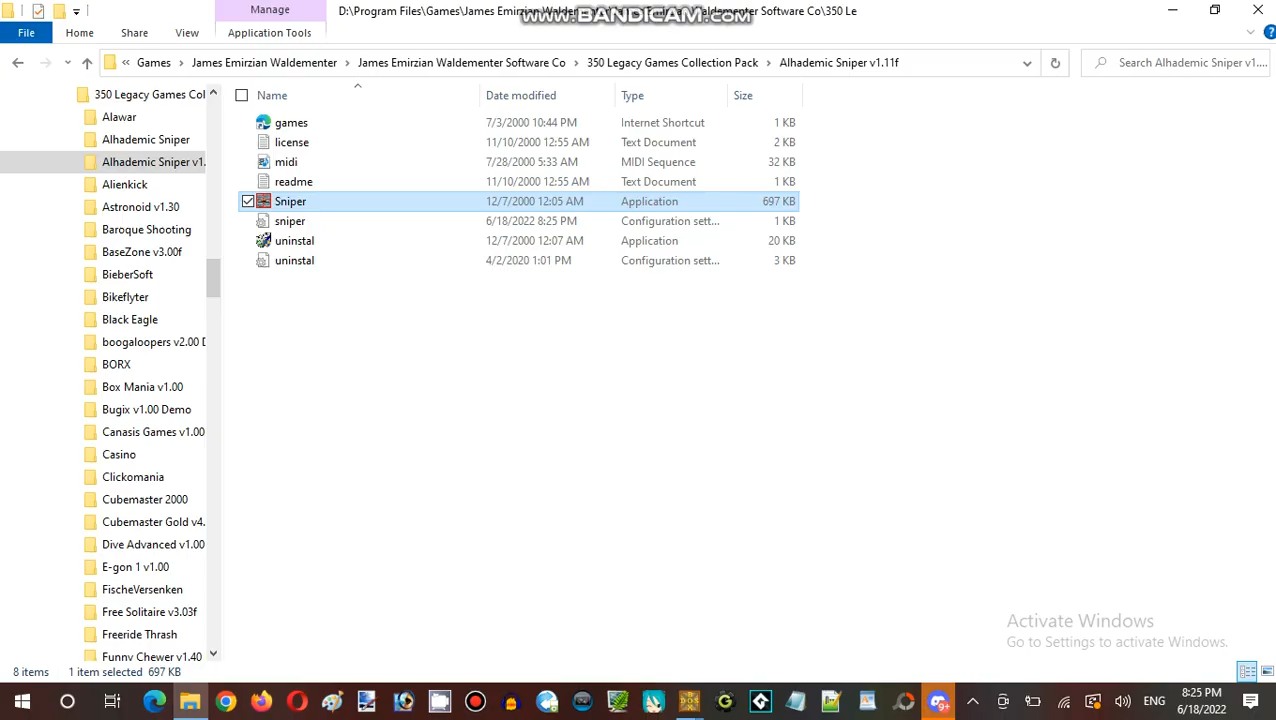 Manage
D:\Program Files\Games\James Emirzian Waldementer\James Emirzian Waldementer Software Co\350 Le
www.BANDICAM.com
File
Home
Share
View
Application Tools
« Games > James Emirzian Waldementer > James Emirzian Waldementer Software Co > 350 Legacy Games Collection Pack > Alhademic Sniper v1.11f
Search Alhademic Sniper v1....
350 Legacy Games Col
Alawar
Alhademic Sniper
Alhademic Sniper v1.
Alienkick
Astronoid v1.30
Baroque Shooting
BaseZone v3.00f
BieberSoft
Bikeflyter
Black Eagle
boogaloopers v2.00 D
BORX
Box Mania v1.00
Bugix v1.00 Demo
Canasis Games v1.00
Casino
Clickomania
Cubemaster 2000
Cubemaster Gold v4.
Dive Advanced v1.00
E-gon 1 v1.00
FischeVersenken
Free Solitaire v3.03f
Freeride Thrash
Funny Chewer v1.40
Name Date modified Type Size
games 7/3/2000 10:44 PM Internet Shortcut 1 KB
license 11/10/2000 12:55 AM Text Document 2 KB
midi 7/28/2000 5:33 AM MIDI Sequence 32 KB
readme 11/10/2000 12:55 AM Text Document 1 KB
Sniper 12/7/2000 12:05 AM Application 697 KB
sniper 6/18/2022 8:25 PM Configuration sett... 1 KB
uninstal 12/7/2000 12:07 AM Application 20 KB
uninstal 4/2/2020 1:01 PM Configuration sett... 3 KB
Activate Windows
Go to Settings to activate Windows.
8 items 1 item selected 697 KB
DOS
9+
ENG
8:25 PM
6/18/2022